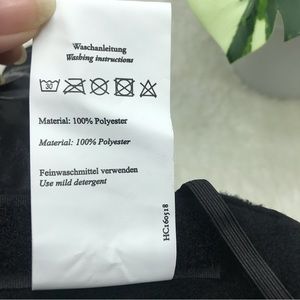 Waschanleitung
Washing instructions
30
Material: 100% Polyester
Material: 100% Polyester
Feinwaschmittel verwenden
Use mild detergent
HC160518